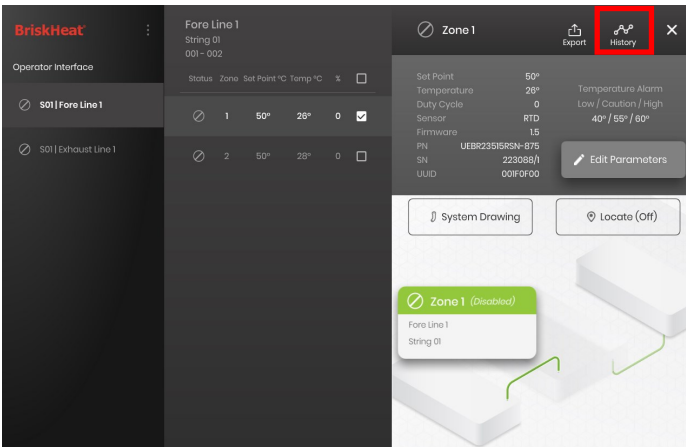 BriskHeat
Operator Interface
S01 | Fore Line 1
S01 | Exhaust Line 1
Fore Line 1
String 01
001 - 002
Status Zone Set Point ºC Temp ºC % 
1 50° 26° 0
2 50° 28° 0
Zone 1
Export
History
Set Point 50°
Temperature 26°
Duty Cycle 0
Sensor RTD
Firmware 1.5
PN UEBR23515RSN-875
SN 223088/1
UUID 001F0F00
Temperature Alarm
Low / Caution / High
40° / 55° / 60°
Edit Parameters
System Drawing
Locate (Off)
Zone 1 (Disabled)
Fore Line 1
String 01